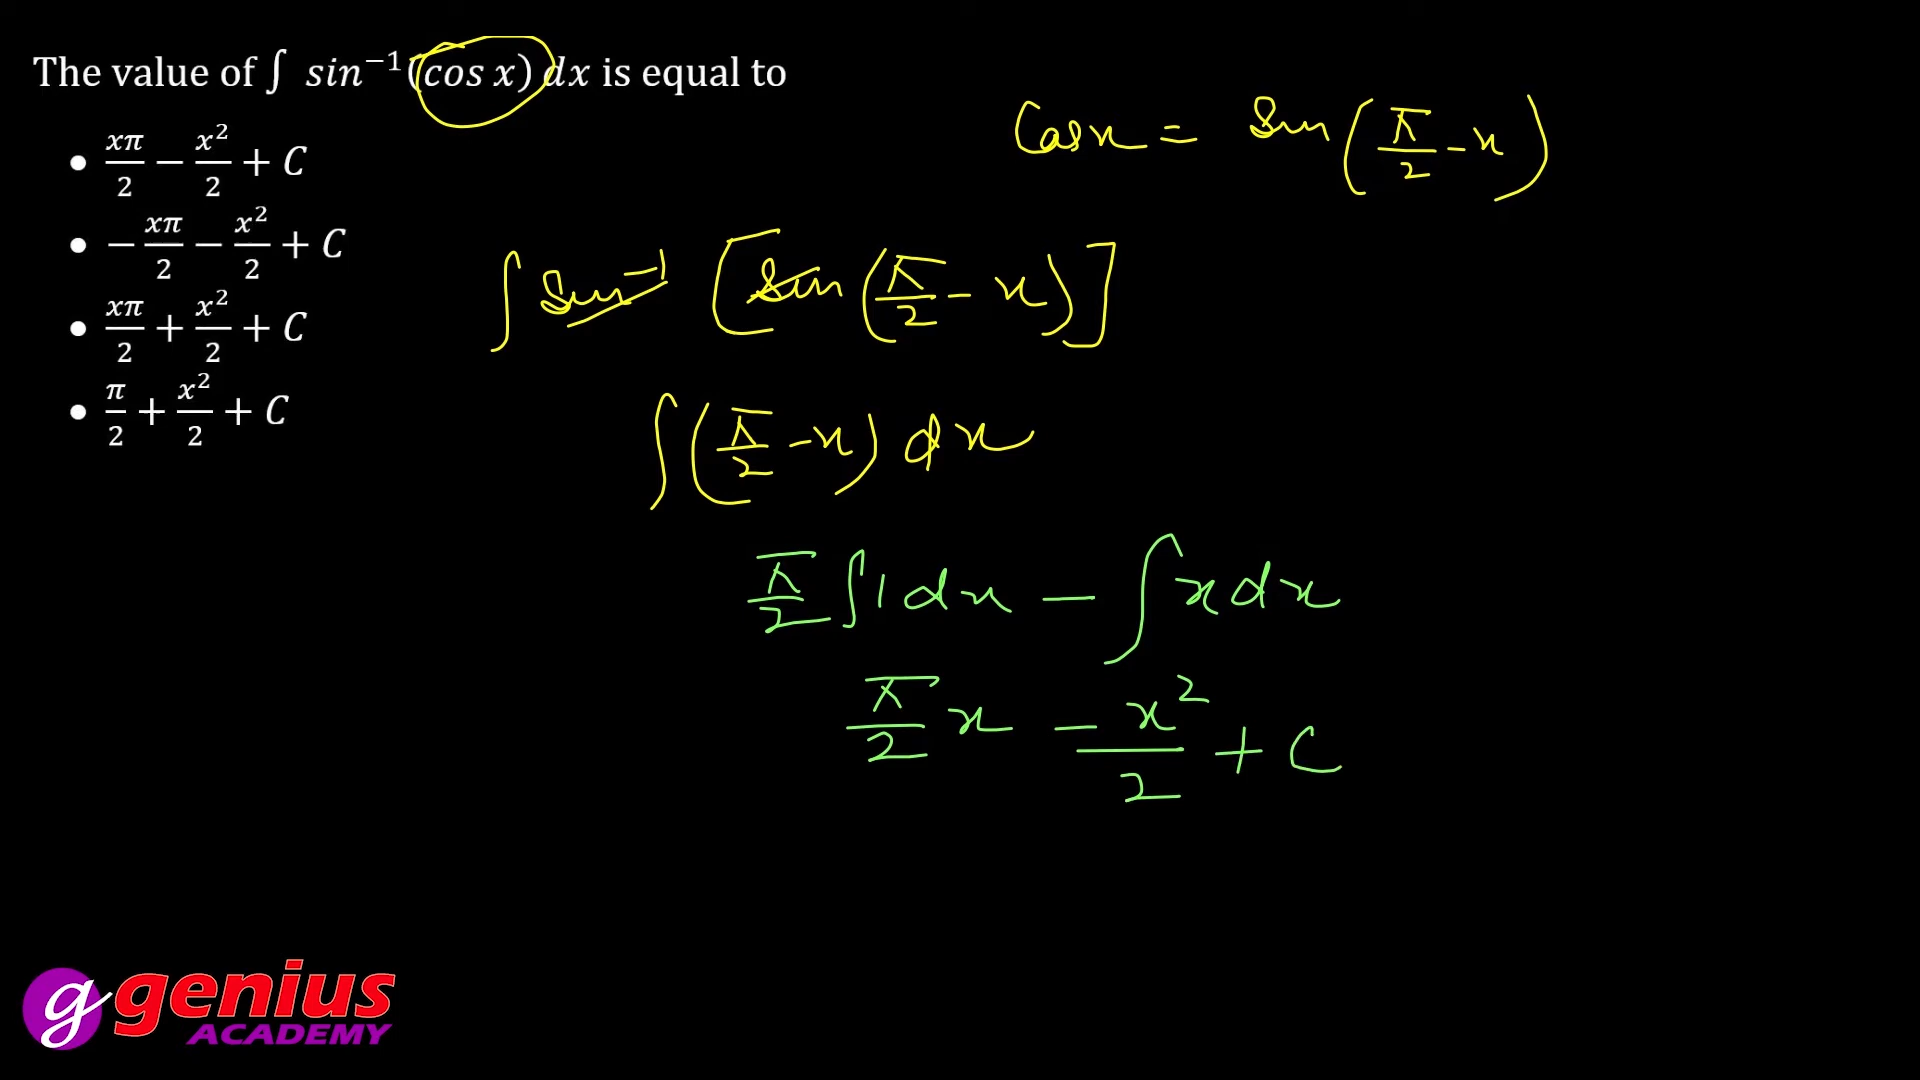 The value of ∫ sin⁻¹(cos x) dx is equal to
• xπ/2 − x²/2 + C
• −xπ/2 − x²/2 + C
• xπ/2 + x²/2 + C
• π/2 + x²/2 + C
Cos x = Sin (π/2 − x)
∫ Sin⁻¹ [Sin (π/2 − x)]
∫ (π/2 − x) dx
π/2 ∫ 1 dx − ∫ x dx
π/2 x − x²/2 + C
g genius
ACADEMY